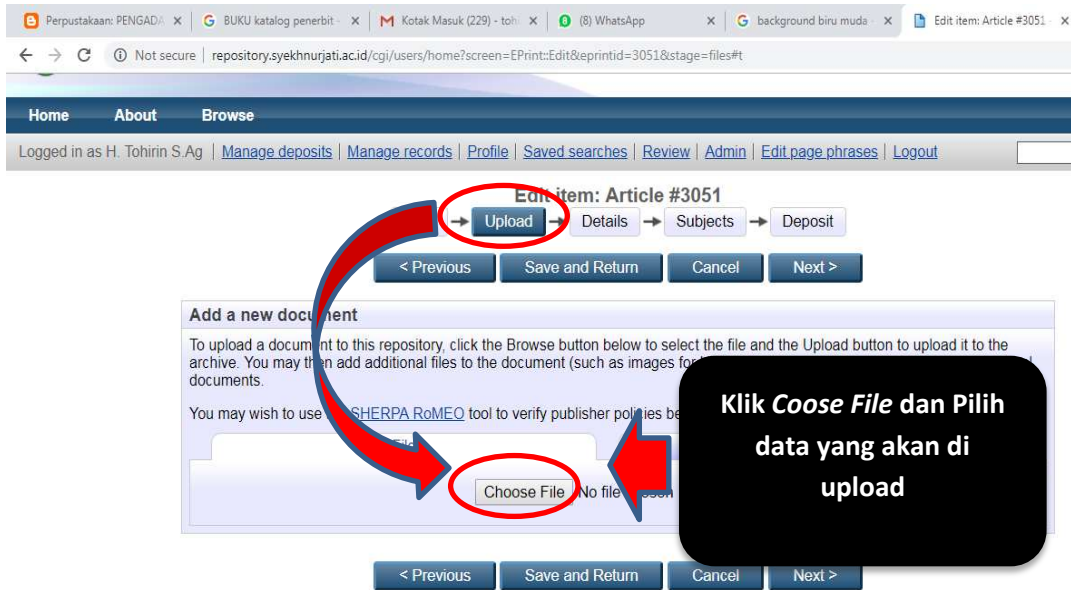 Perpustakaan: PENGADA
BUKU katalog penerbit -
Kotak Masuk (229) - toh
(8) WhatsApp
background biru muda -
Edit item: Article #3051 -
Not secure | repository.syekhnurjati.ac.id/cgi/users/home?screen=EPrint::Edit&eprintid=3051&stage=files#t
Home About Browse
Logged in as H. Tohirin S.Ag | Manage deposits | Manage records | Profile | Saved searches | Review | Admin | Edit page phrases | Logout
Edit item: Article #3051
→ Upload → Details → Subjects → Deposit
< Previous Save and Return Cancel Next >
Add a new document
To upload a document to this repository, click the Browse button below to select the file and the Upload button to upload it to the
archive. You may then add additional files to the document (such as images for
documents.
You may wish to use SHERPA RoMEO tool to verify publisher policies be
File
Choose File No file
Klik Coose File dan Pilih
data yang akan di
upload
< Previous Save and Return Cancel Next >